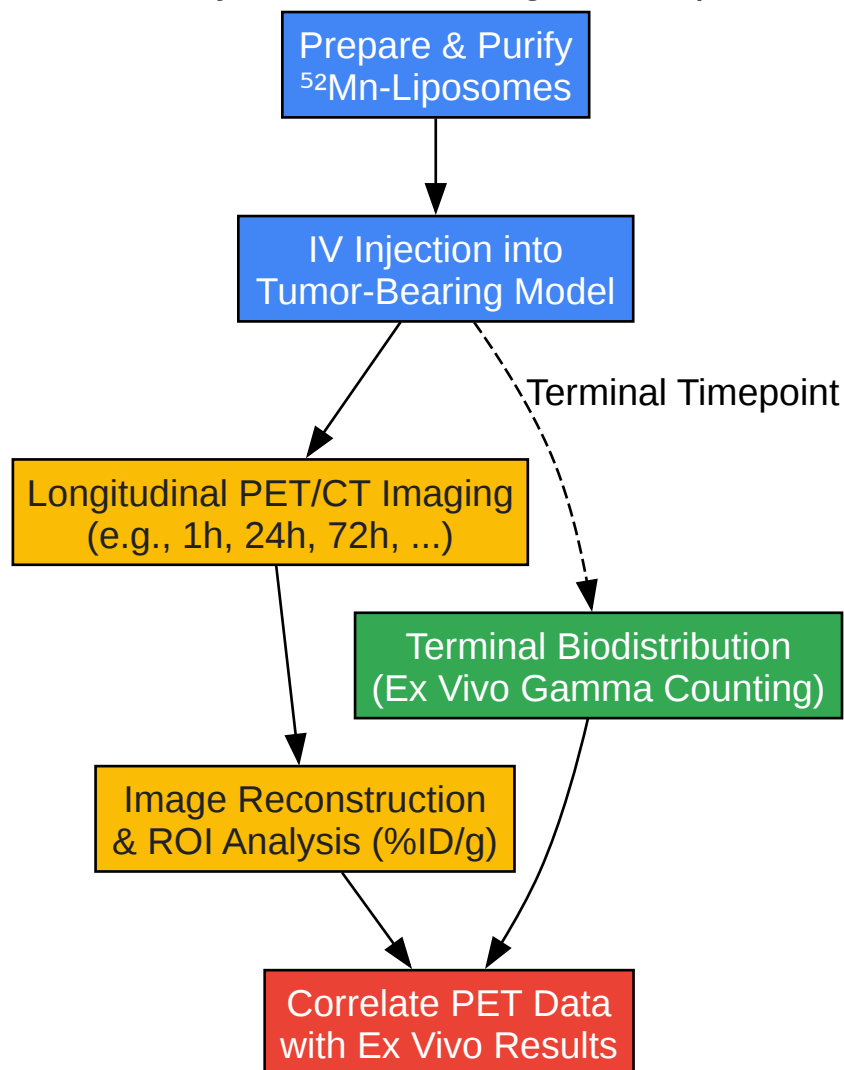 Prepare & Purify
⁵²Mn-Liposomes
IV Injection into
Tumor-Bearing Model
Terminal Timepoint
Longitudinal PET/CT Imaging
(e.g., 1h, 24h, 72h, ...)
Terminal Biodistribution
(Ex Vivo Gamma Counting)
Image Reconstruction
& ROI Analysis (%ID/g)
Correlate PET Data
with Ex Vivo Results